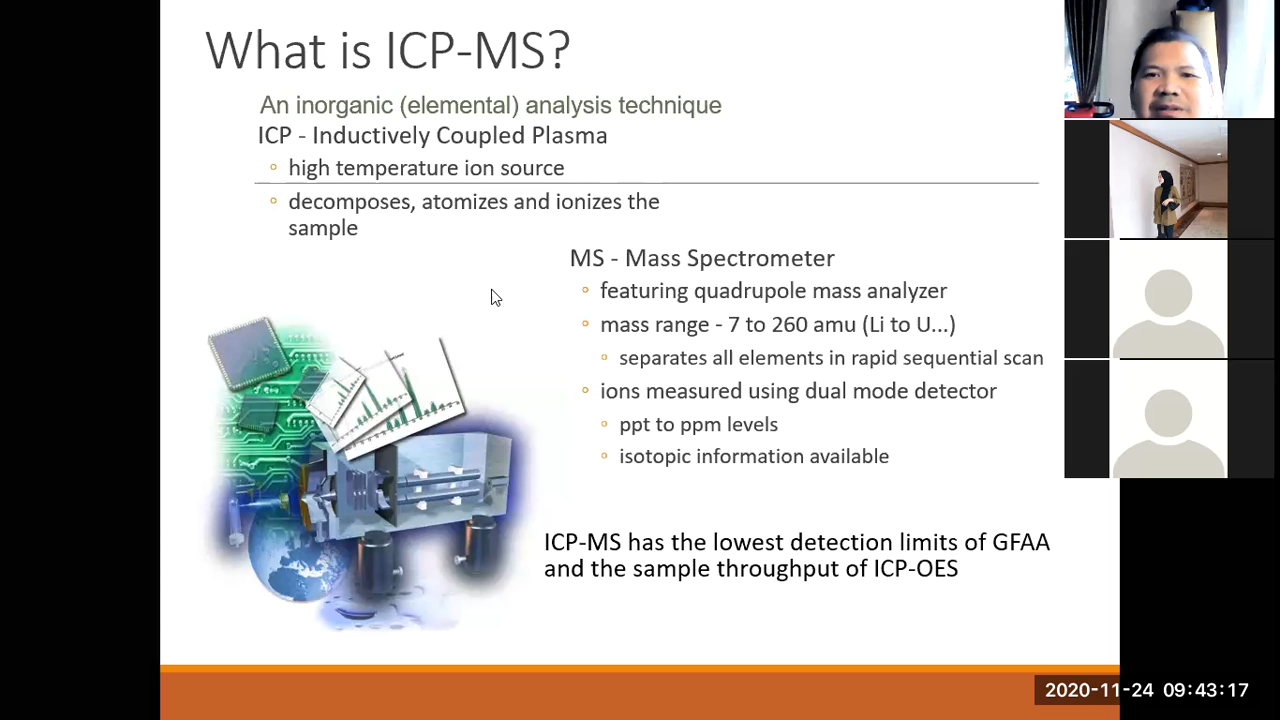 What is ICP-MS?
An inorganic (elemental) analysis technique
ICP - Inductively Coupled Plasma
◦ high temperature ion source
◦ decomposes, atomizes and ionizes the
sample
MS - Mass Spectrometer
◦ featuring quadrupole mass analyzer
◦ mass range - 7 to 260 amu (Li to U...)
◦ separates all elements in rapid sequential scan
◦ ions measured using dual mode detector
◦ ppt to ppm levels
◦ isotopic information available
ICP-MS has the lowest detection limits of GFAA
and the sample throughput of ICP-OES
2020-11-24 09:43:17